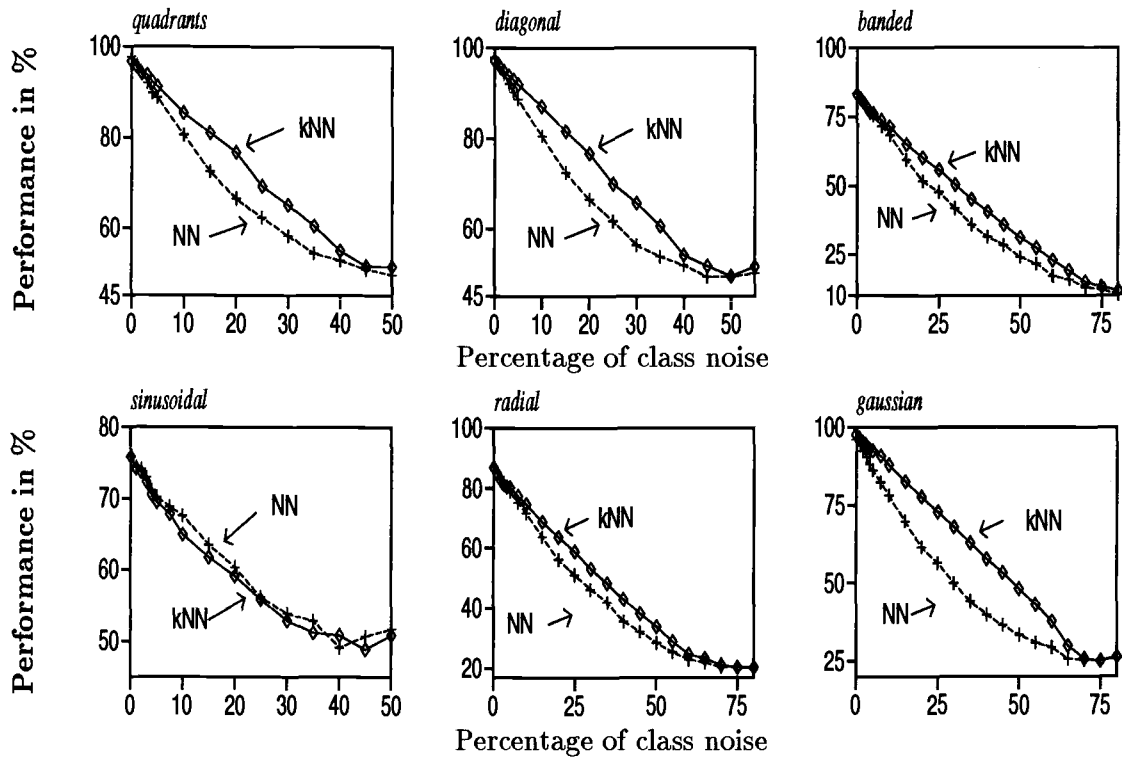 quadrants
diagonal
banded
Performance in %
100
80
60
45
kNN
NN
0 10 20 30 40 50
100
80
60
45
kNN
NN
0 10 20 30 40 50
100
75
50
25
10
kNN
NN
0 25 50 75
Percentage of class noise
sinusoidal
radial
gaussian
Performance in %
80
70
60
50
NN
kNN
0 10 20 30 40 50
100
80
60
40
20
kNN
NN
0 25 50 75
100
75
50
25
kNN
NN
0 25 50 75
Percentage of class noise